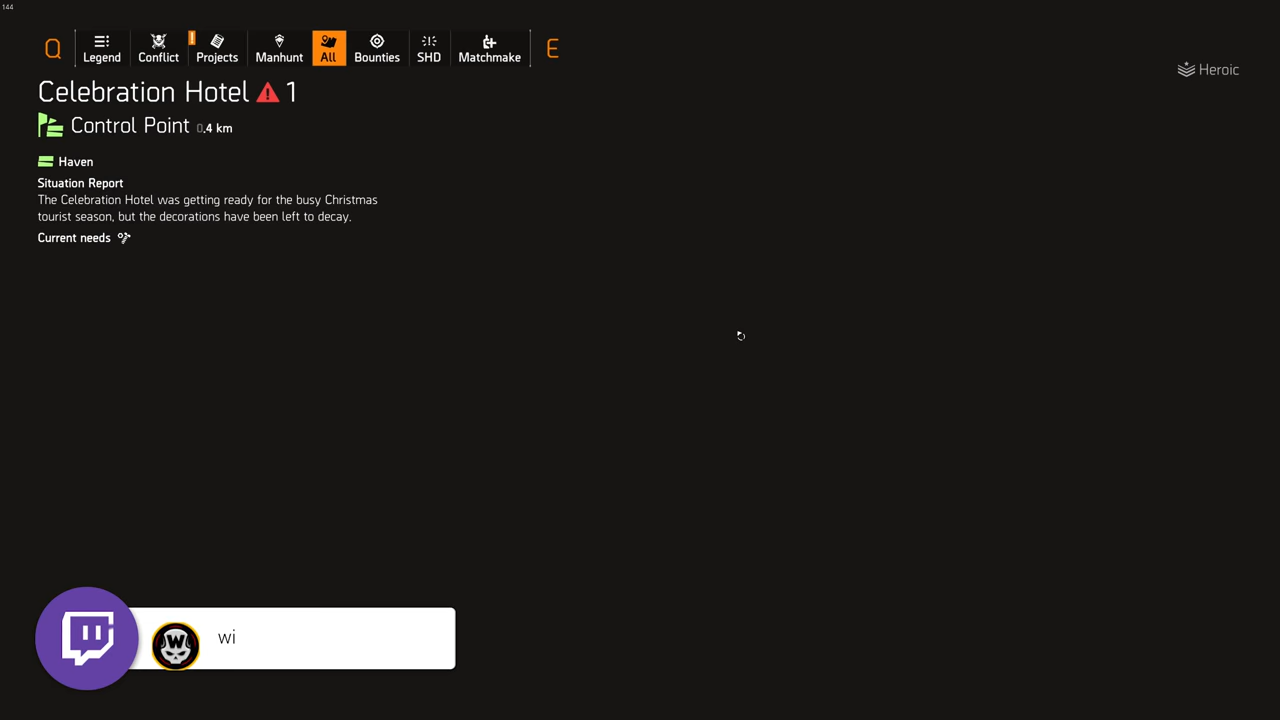 144
Q Legend Conflict ! Projects Manhunt All Bounties SHD Matchmake E
Heroic
Celebration Hotel 1
Control Point 0.4 km
Haven
Situation Report
The Celebration Hotel was getting ready for the busy Christmas
tourist season, but the decorations have been left to decay.
Current needs
W
wi